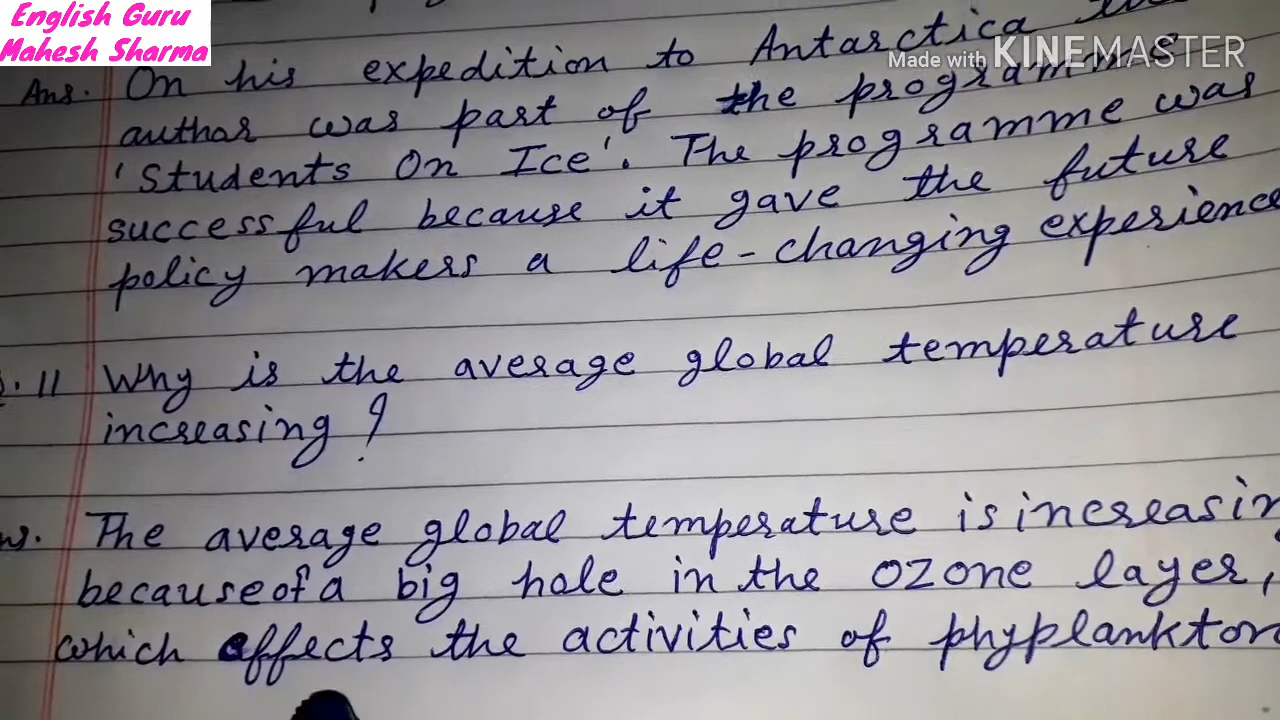 English Guru
Mahesh Sharma
Made with KINEMASTER
Ans. On his expedition to Antarctica
author was part of the programme
'Students On Ice'. The programme was
successful because it gave the future
policy makers a life-changing experience
.11 Why is the average global temperature
increasing ?
ns. The average global temperature is increasin
because of a big hole in the ozone layer,
which affects the activities of phyplankton